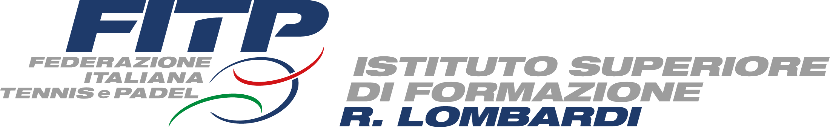 FITP
FEDERAZIONE
ITALIANA
TENNIS e PADEL
ISTITUTO SUPERIORE
DI FORMAZIONE
R. LOMBARDI